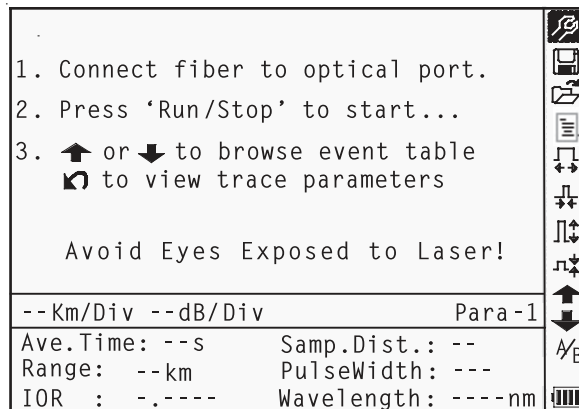 1. Connect fiber to optical port.
2. Press ‘Run/Stop’ to start...
3. ↑ or ↓ to browse event table
↶ to view trace parameters
Avoid Eyes Exposed to Laser!
--Km/Div --dB/Div Para-1
Ave.Time: --s Samp.Dist.: --
Range: --km PulseWidth: ---
IOR : -.---- Wavelength: ----nm
A/B